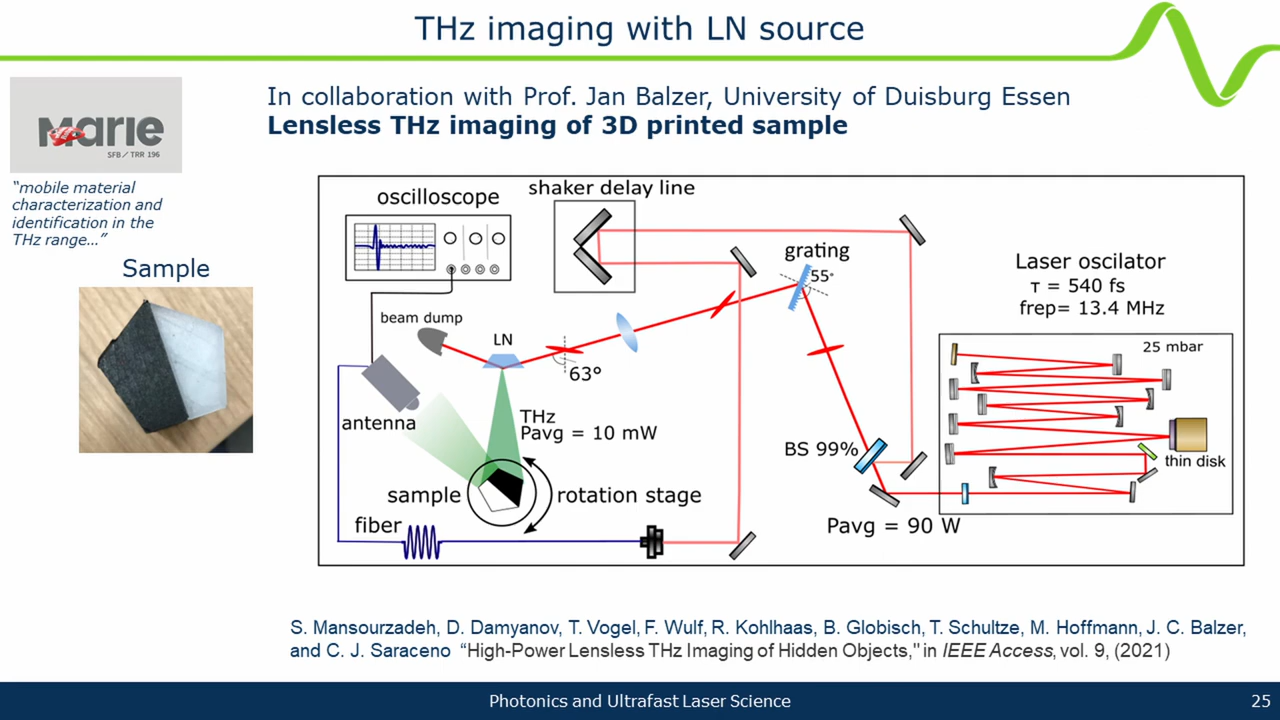 THz imaging with LN source
marie
SFB / TRR 196
“mobile material
characterization and
identification in the
THz range…”
Sample
In collaboration with Prof. Jan Balzer, University of Duisburg Essen
Lensless THz imaging of 3D printed sample
oscilloscope
shaker delay line
grating
55°
Laser oscilator
τ = 540 fs
frep= 13.4 MHz
beam dump
LN
63°
25 mbar
antenna
THz
Pavg = 10 mW
BS 99%
thin disk
sample
rotation stage
fiber
Pavg = 90 W
S. Mansourzadeh, D. Damyanov, T. Vogel, F. Wulf, R. Kohlhaas, B. Globisch, T. Schultze, M. Hoffmann, J. C. Balzer,
and C. J. Saraceno “High-Power Lensless THz Imaging of Hidden Objects," in IEEE Access, vol. 9, (2021)
Photonics and Ultrafast Laser Science
25